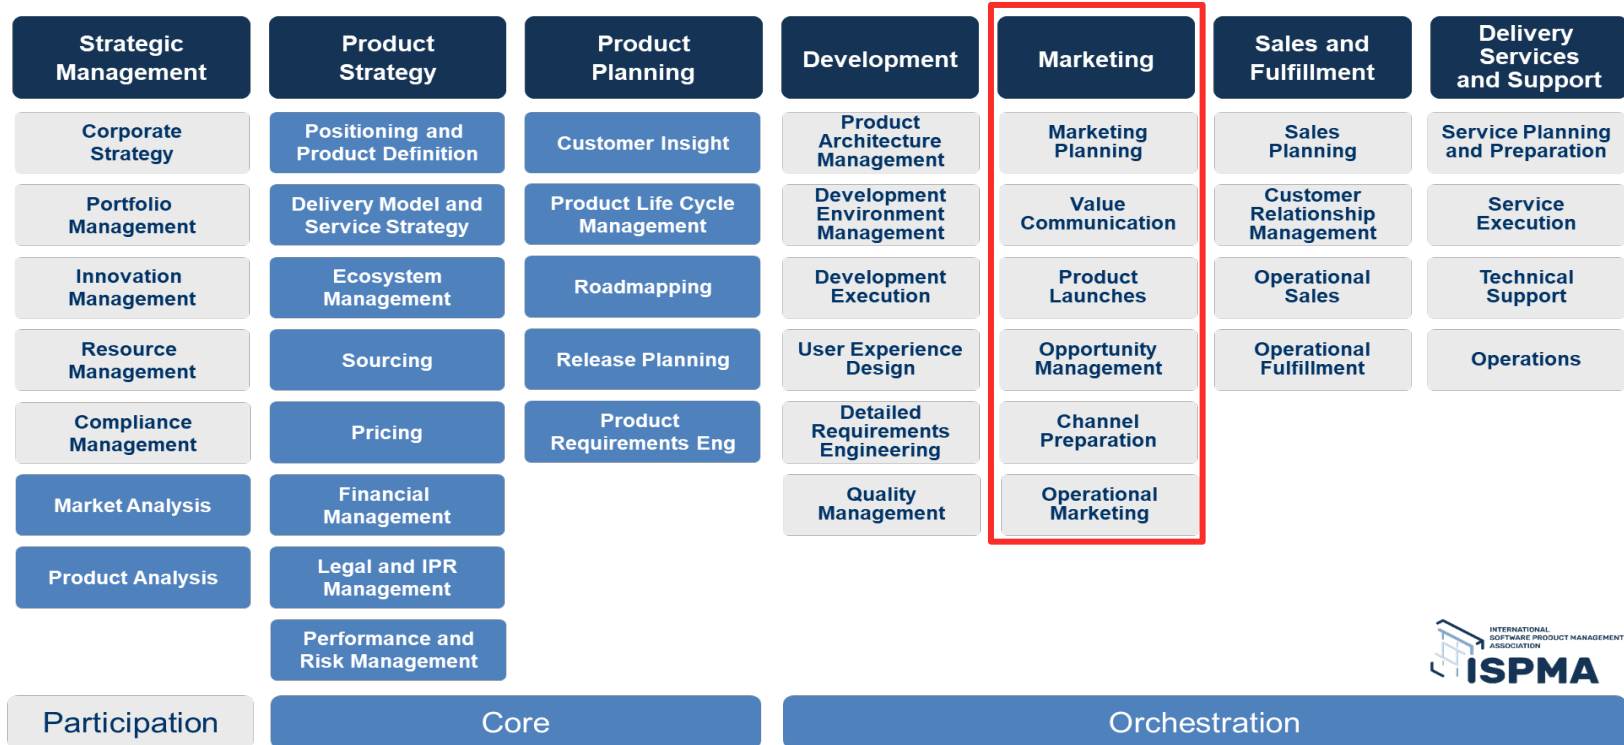 Strategic
Management
Product
Strategy
Product
Planning
Development
Marketing
Sales and
Fulfillment
Delivery
Services
and Support
Corporate
Strategy
Portfolio
Management
Innovation
Management
Resource
Management
Compliance
Management
Market Analysis
Product Analysis
Positioning and
Product Definition
Delivery Model and
Service Strategy
Ecosystem
Management
Sourcing
Pricing
Financial
Management
Legal and IPR
Management
Performance and
Risk Management
Customer Insight
Product Life Cycle
Management
Roadmapping
Release Planning
Product
Requirements Eng
Product
Architecture
Management
Development
Environment
Management
Development
Execution
User Experience
Design
Detailed
Requirements
Engineering
Quality
Management
Marketing
Planning
Value
Communication
Product
Launches
Opportunity
Management
Channel
Preparation
Operational
Marketing
Sales
Planning
Customer
Relationship
Management
Operational
Sales
Operational
Fulfillment
Service Planning
and Preparation
Service
Execution
Technical
Support
Operations
INTERNATIONAL
SOFTWARE PRODUCT MANAGEMENT
ASSOCIATION
ISPMA
Participation
Core
Orchestration